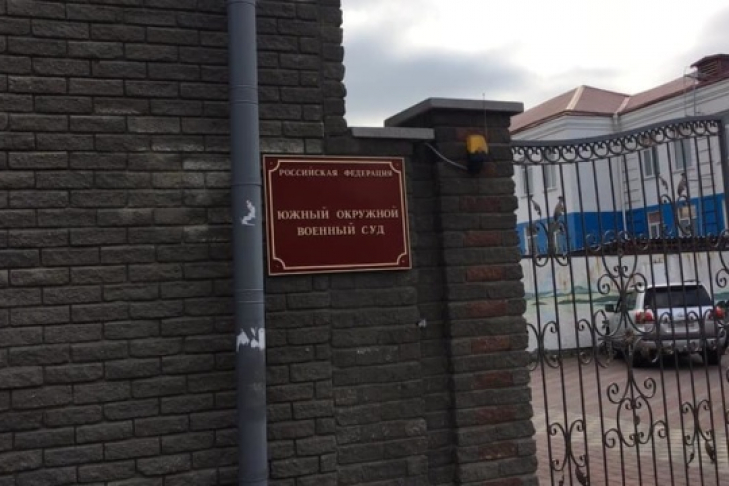 РОССИЙСКАЯ ФЕДЕРАЦИЯ
ЮЖНЫЙ ОКРУЖНОЙ
ВОЕННЫЙ СУД